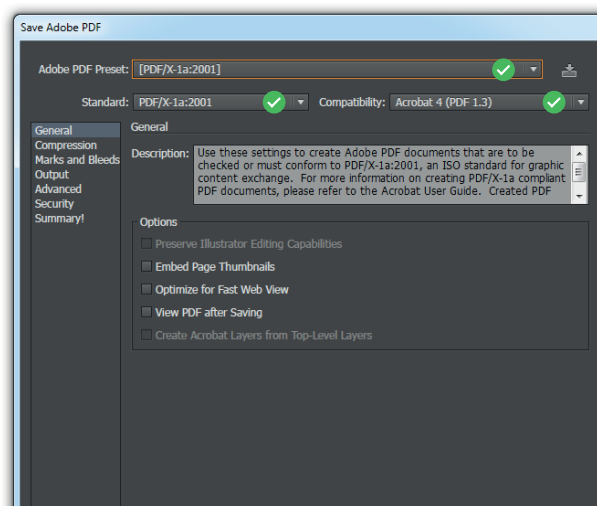 Save Adobe PDF
Adobe PDF Preset: [PDF/X-1a:2001]
Standard: PDF/X-1a:2001 Compatibility: Acrobat 4 (PDF 1.3)
General
Compression
Marks and Bleeds
Output
Advanced
Security
Summary!
General
Description: Use these settings to create Adobe PDF documents that are to be
checked or must conform to PDF/X-1a:2001, an ISO standard for graphic
content exchange.  For more information on creating PDF/X-1a compliant
PDF documents, please refer to the Acrobat User Guide.  Created PDF
Options
Preserve Illustrator Editing Capabilities
Embed Page Thumbnails
Optimize for Fast Web View
View PDF after Saving
Create Acrobat Layers from Top-Level Layers